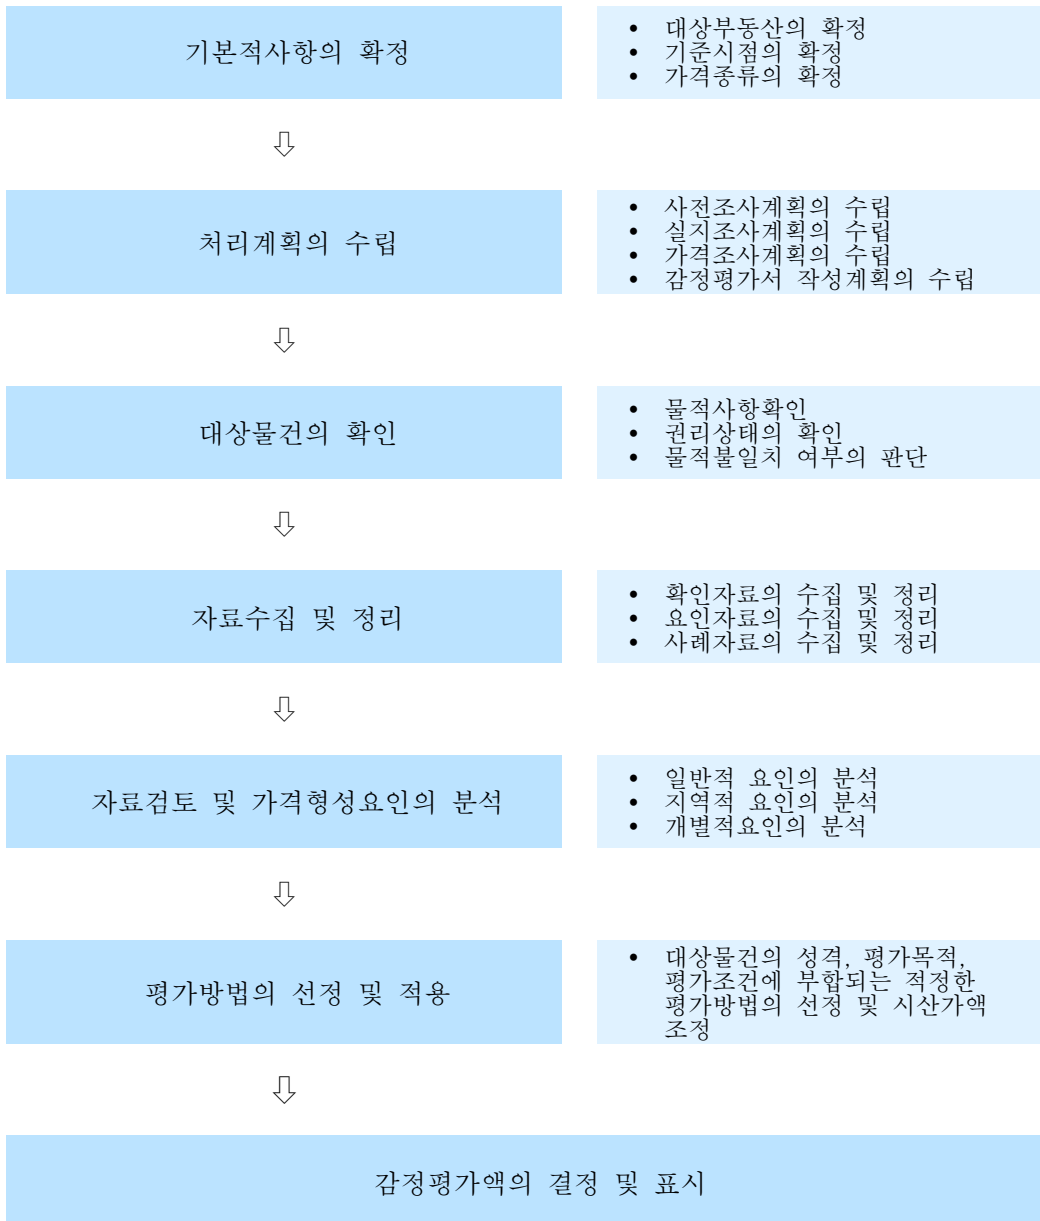 기본적사항의 확정
• 대상부동산의 확정
• 기준시점의 확정
• 가격종류의 확정
⇩
처리계획의 수립
• 사전조사계획의 수립
• 실지조사계획의 수립
• 가격조사계획의 수립
• 감정평가서 작성계획의 수립
⇩
대상물건의 확인
• 물적사항확인
• 권리상태의 확인
• 물적불일치 여부의 판단
⇩
자료수집 및 정리
• 확인자료의 수집 및 정리
• 요인자료의 수집 및 정리
• 사례자료의 수집 및 정리
⇩
자료검토 및 가격형성요인의 분석
• 일반적 요인의 분석
• 지역적 요인의 분석
• 개별적요인의 분석
⇩
평가방법의 선정 및 적용
• 대상물건의 성격, 평가목적,
평가조건에 부합되는 적정한
평가방법의 선정 및 시산가액
조정
⇩
감정평가액의 결정 및 표시